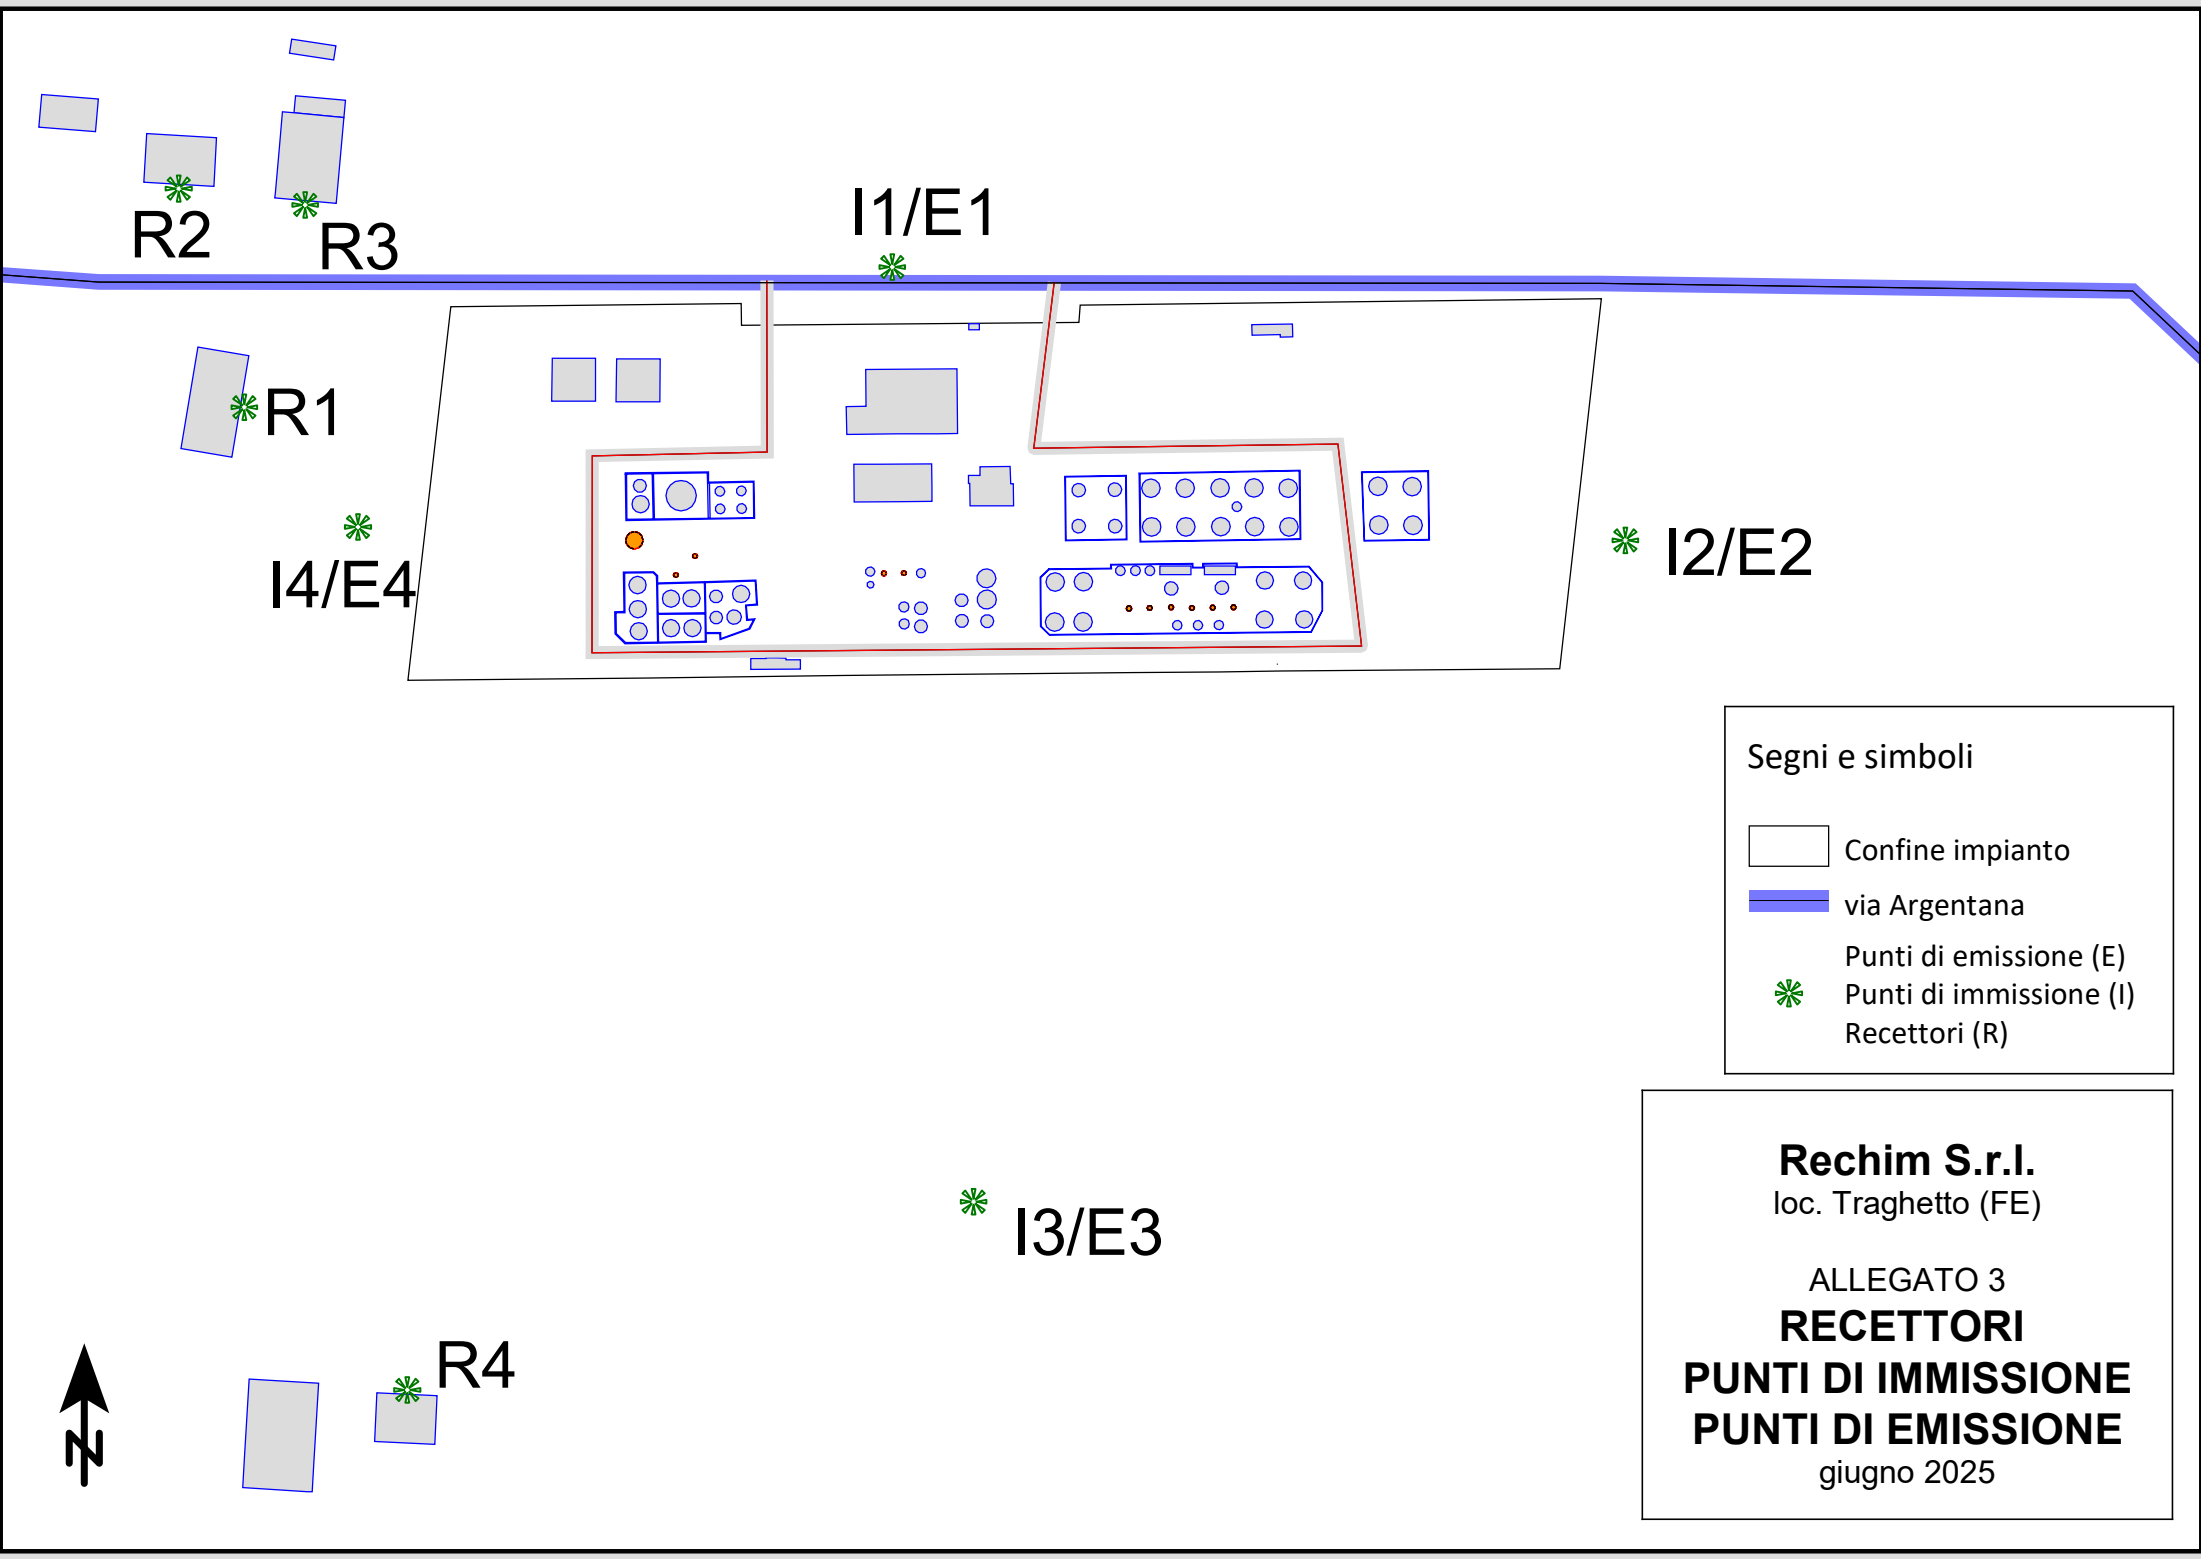 I1/E1
R2
R3
R1
I4/E4
I2/E2
Segni e simboli
Confine impianto
via Argentana
Punti di emissione (E)
Punti di immissione (I)
Recettori (R)
I3/E3
R4
N
Rechim S.r.l.
loc. Traghetto (FE)
ALLEGATO 3
RECETTORI
PUNTI DI IMMISSIONE
PUNTI DI EMISSIONE
giugno 2025